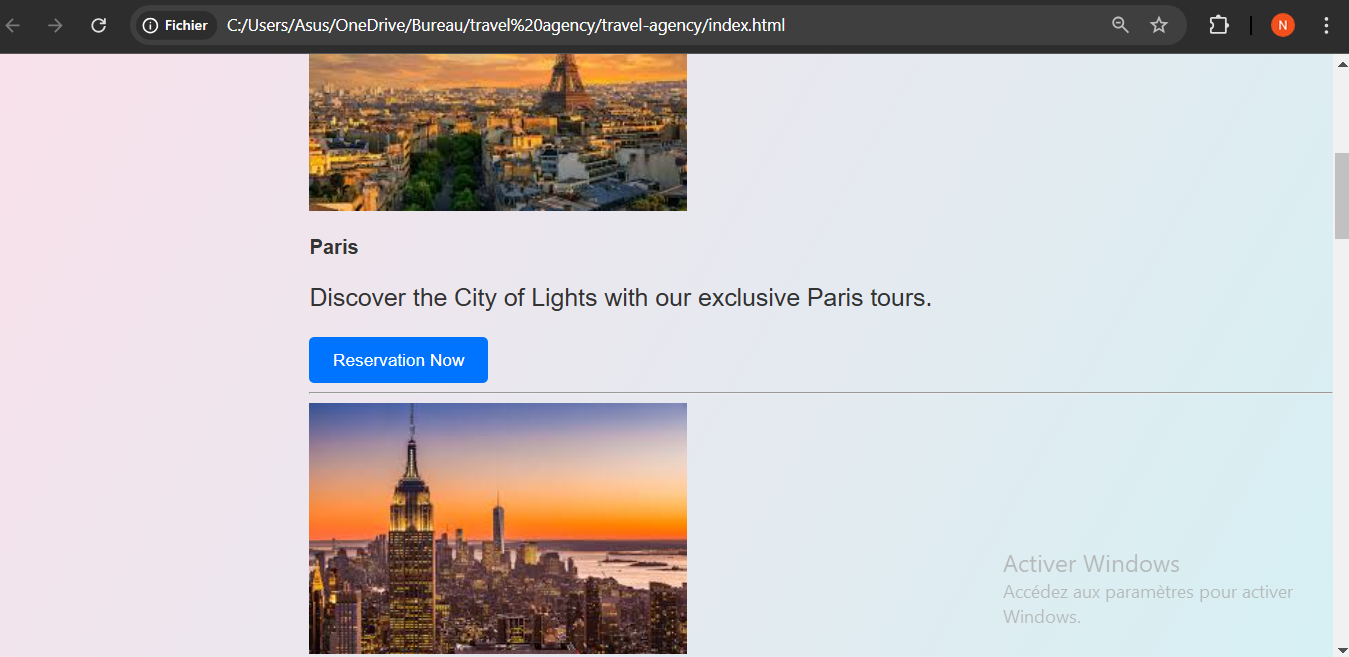 Fichier C:/Users/Asus/OneDrive/Bureau/travel%20agency/travel-agency/index.html N
Paris
Discover the City of Lights with our exclusive Paris tours.
Reservation Now
Activer Windows
Accédez aux paramètres pour activer
Windows.